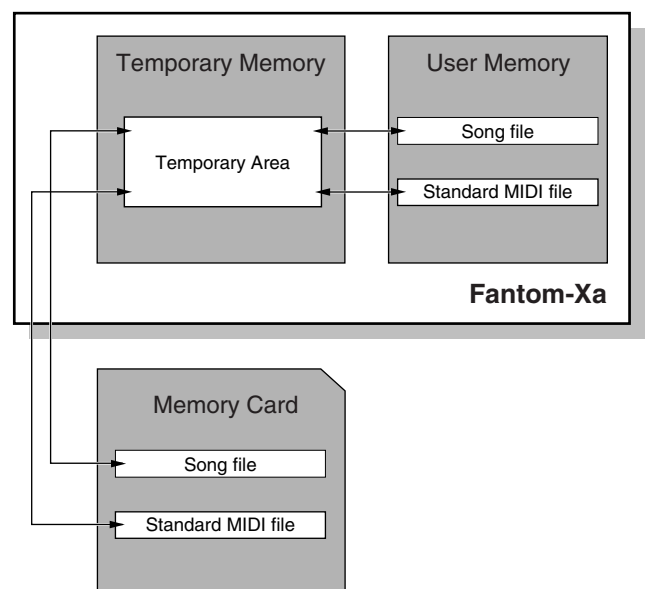 Temporary Memory
User Memory
Temporary Area
Song file
Standard MIDI file
Fantom-Xa
Memory Card
Song file
Standard MIDI file